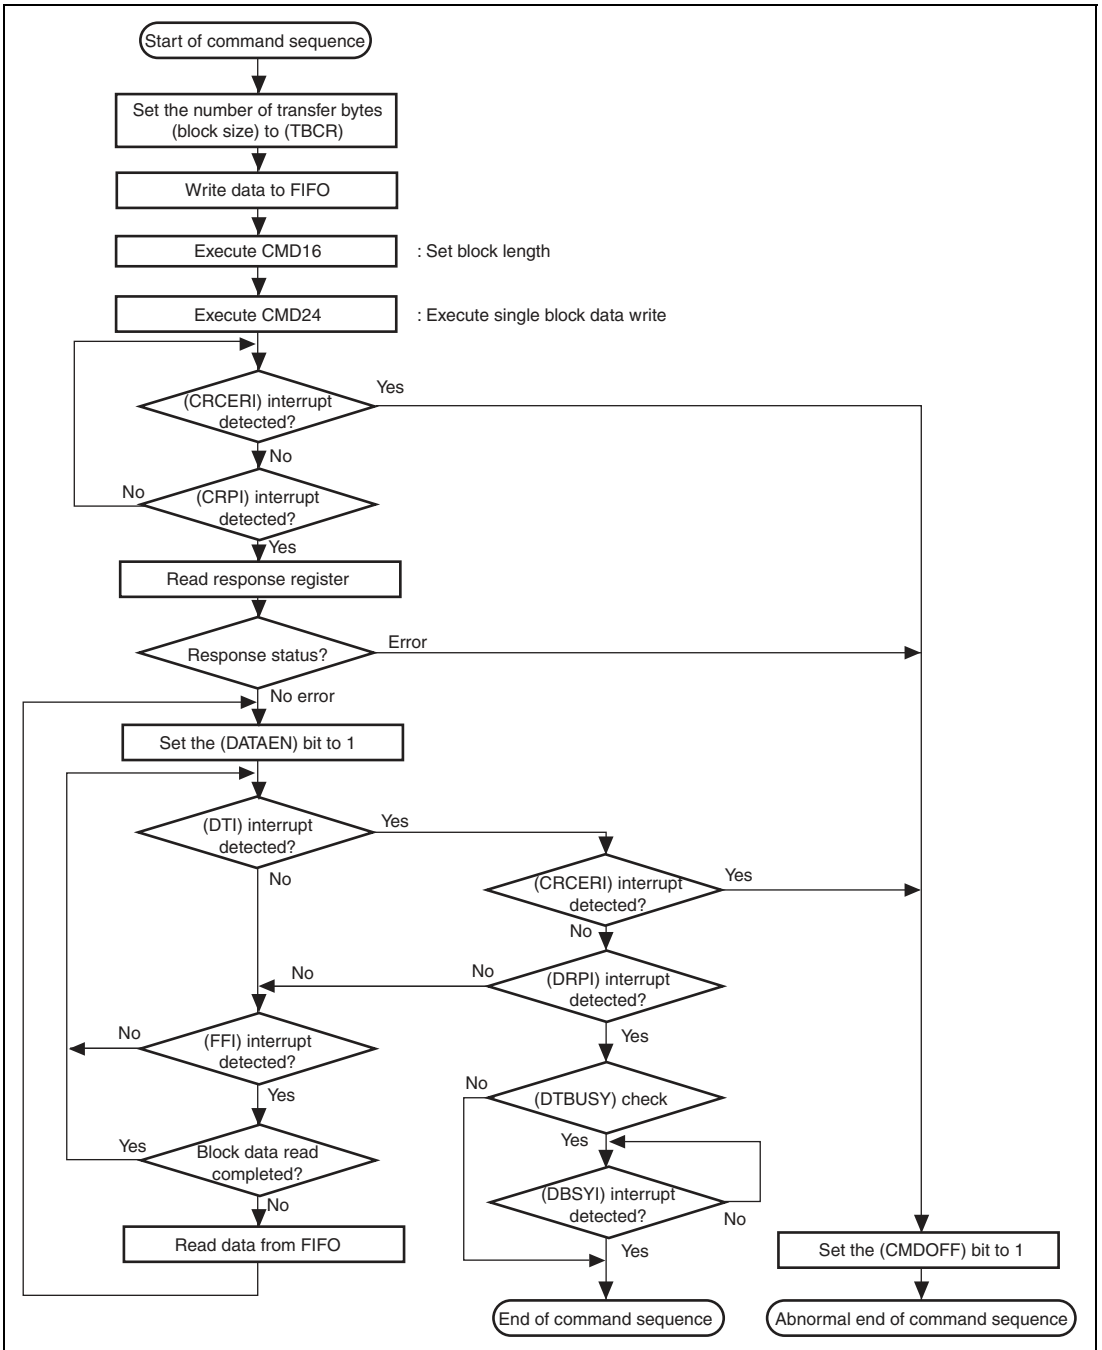 Start of command sequence
Set the number of transfer bytes
(block size) to (TBCR)
Write data to FIFO
Execute CMD16
: Set block length
Execute CMD24
: Execute single block data write
(CRCERI) interrupt
detected?
Yes
No
(CRPI) interrupt
detected?
No
Yes
Read response register
Response status?
Error
No error
Set the (DATAEN) bit to 1
(DTI) interrupt
detected?
Yes
No
(CRCERI) interrupt
detected?
Yes
No
(DRPI) interrupt
detected?
No
No
Yes
(FFI) interrupt
detected?
No
Yes
(DTBUSY) check
No
Yes
Block data read
completed?
Yes
No
(DBSYI) interrupt
detected?
No
Yes
Read data from FIFO
Set the (CMDOFF) bit to 1
End of command sequence
Abnormal end of command sequence